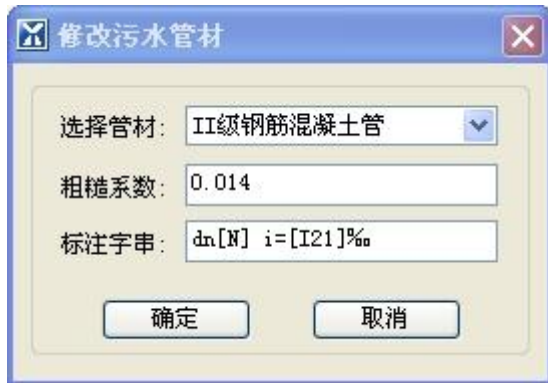 修改污水管材
选择管材: II级钢筋混凝土管
粗糙系数: 0.014
标注字串: dn[N] i=[I21]‰
确定 取消